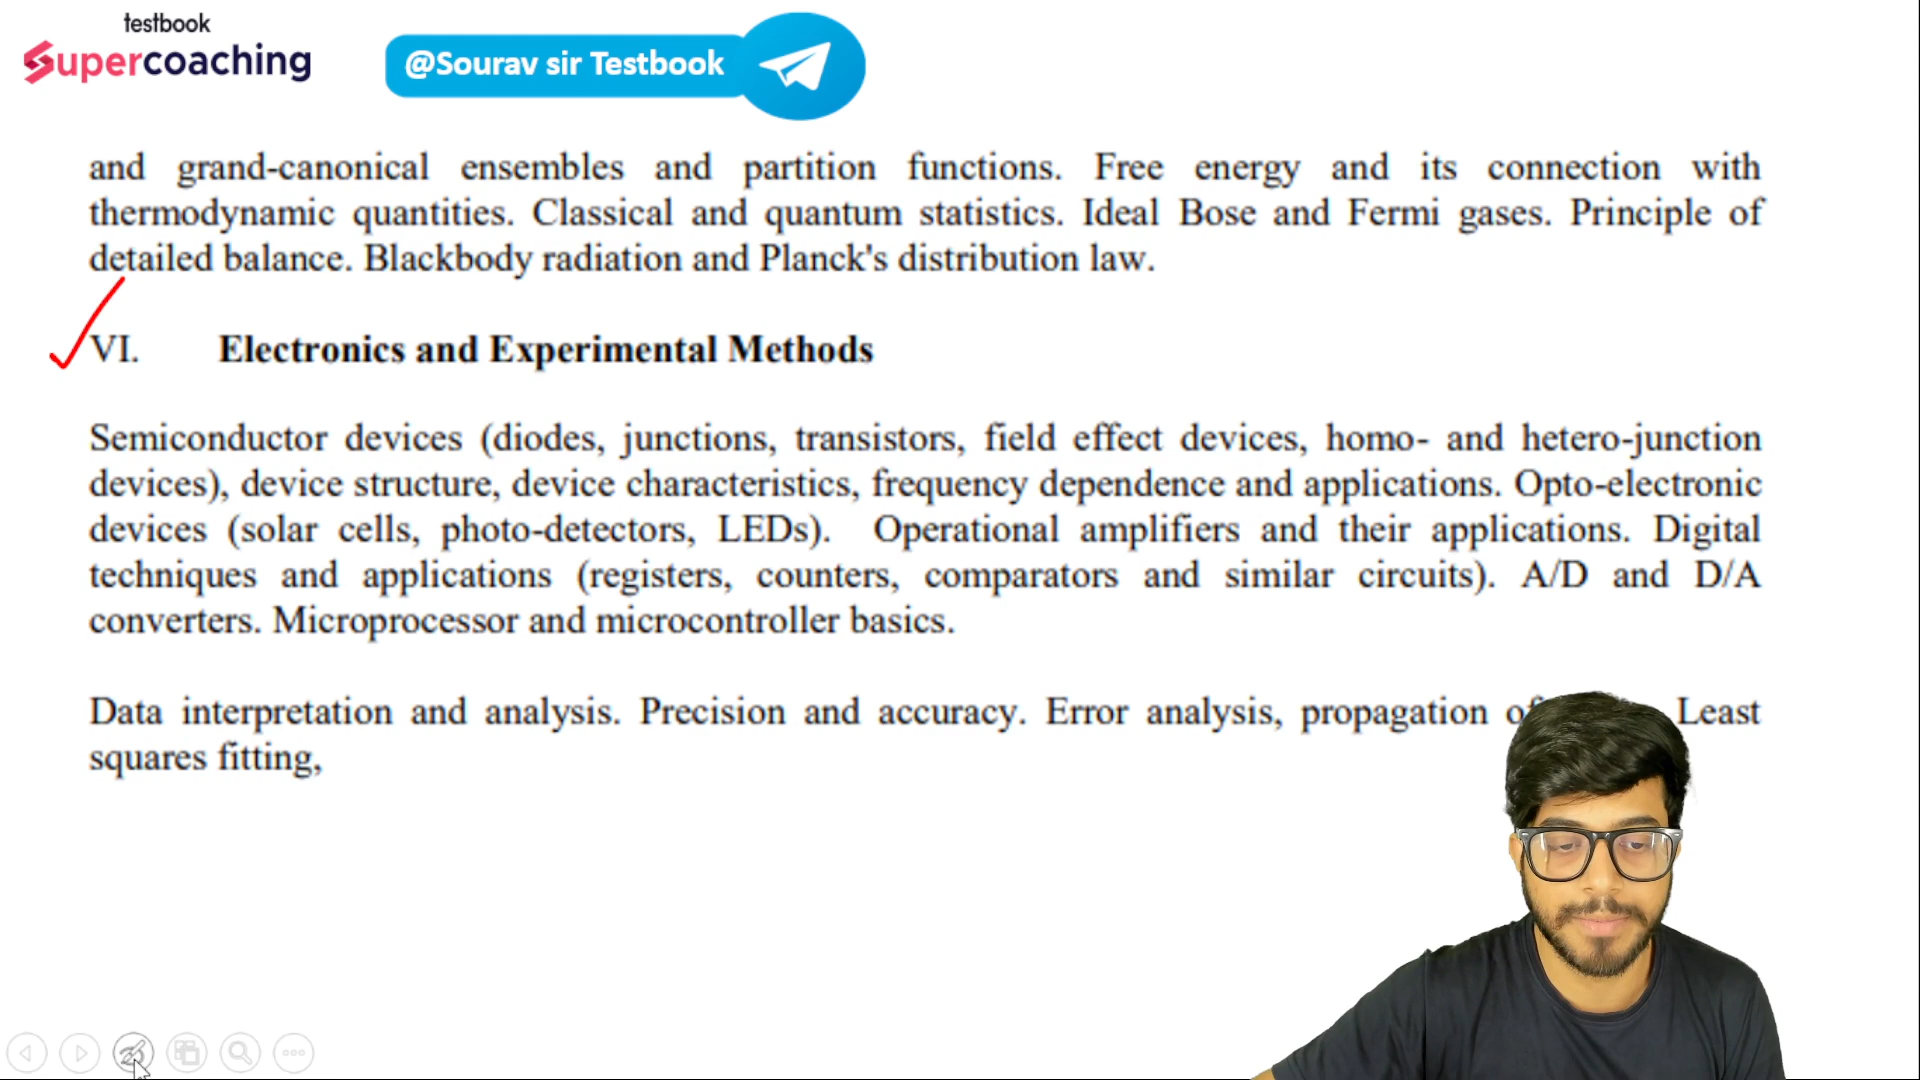 testbook
Supercoaching
@Sourav sir Testbook
and grand-canonical ensembles and partition functions. Free energy and its connection with
thermodynamic quantities. Classical and quantum statistics. Ideal Bose and Fermi gases. Principle of
detailed balance. Blackbody radiation and Planck's distribution law.
VI. Electronics and Experimental Methods
Semiconductor devices (diodes, junctions, transistors, field effect devices, homo- and hetero-junction
devices), device structure, device characteristics, frequency dependence and applications. Opto-electronic
devices (solar cells, photo-detectors, LEDs). Operational amplifiers and their applications. Digital
techniques and applications (registers, counters, comparators and similar circuits). A/D and D/A
converters. Microprocessor and microcontroller basics.
Data interpretation and analysis. Precision and accuracy. Error analysis, propagation Least
squares fitting,